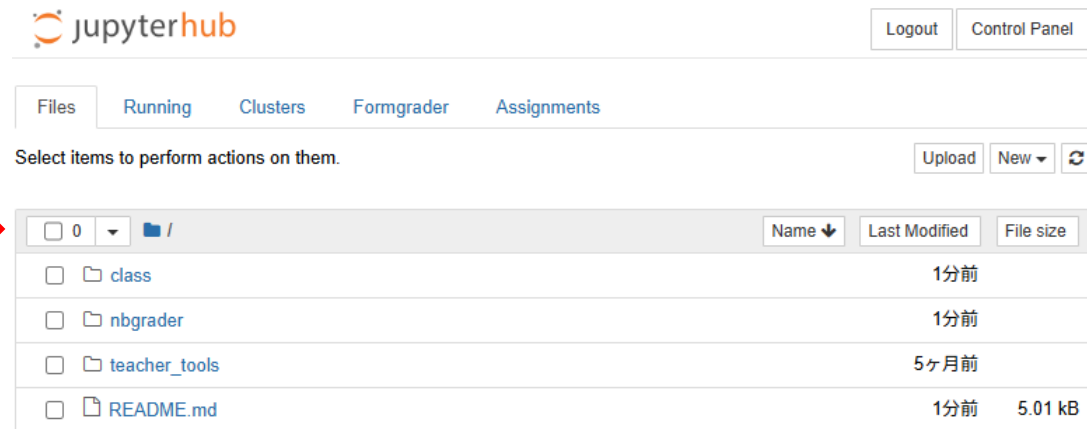 jupyterhub Logout Control Panel
Files Running Clusters Formgrader Assignments
Select items to perform actions on them. Upload New
0 / Name Last Modified File size
class 1分前
nbgrader 1分前
teacher_tools 5ヶ月前
README.md 1分前 5.01 kB